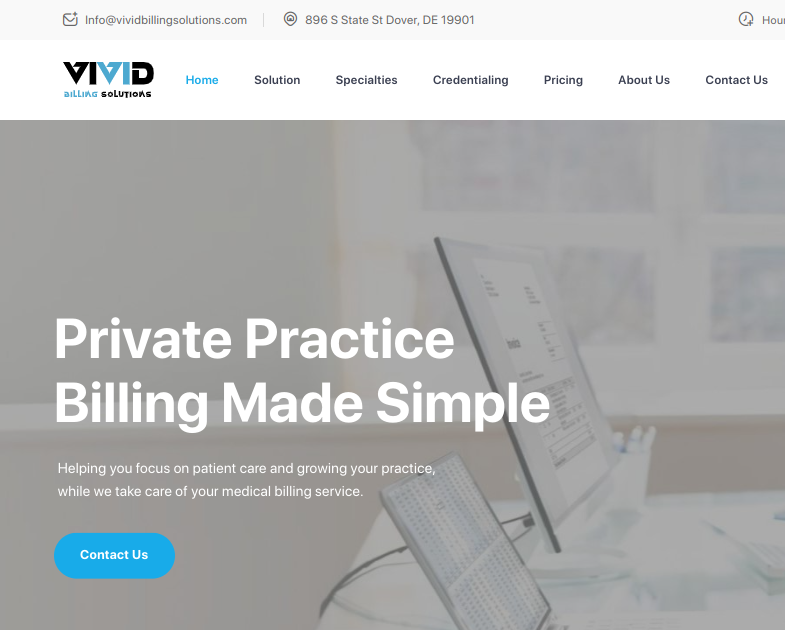 Info@vividbillingsolutions.com
896 S State St Dover, DE 19901
VIVID
BILLING SOLUTIONS
Home
Solution
Specialties
Credentialing
Pricing
About Us
Contact Us
Private Practice
Billing Made Simple
Helping you focus on patient care and growing your practice,
while we take care of your medical billing service.
Contact Us